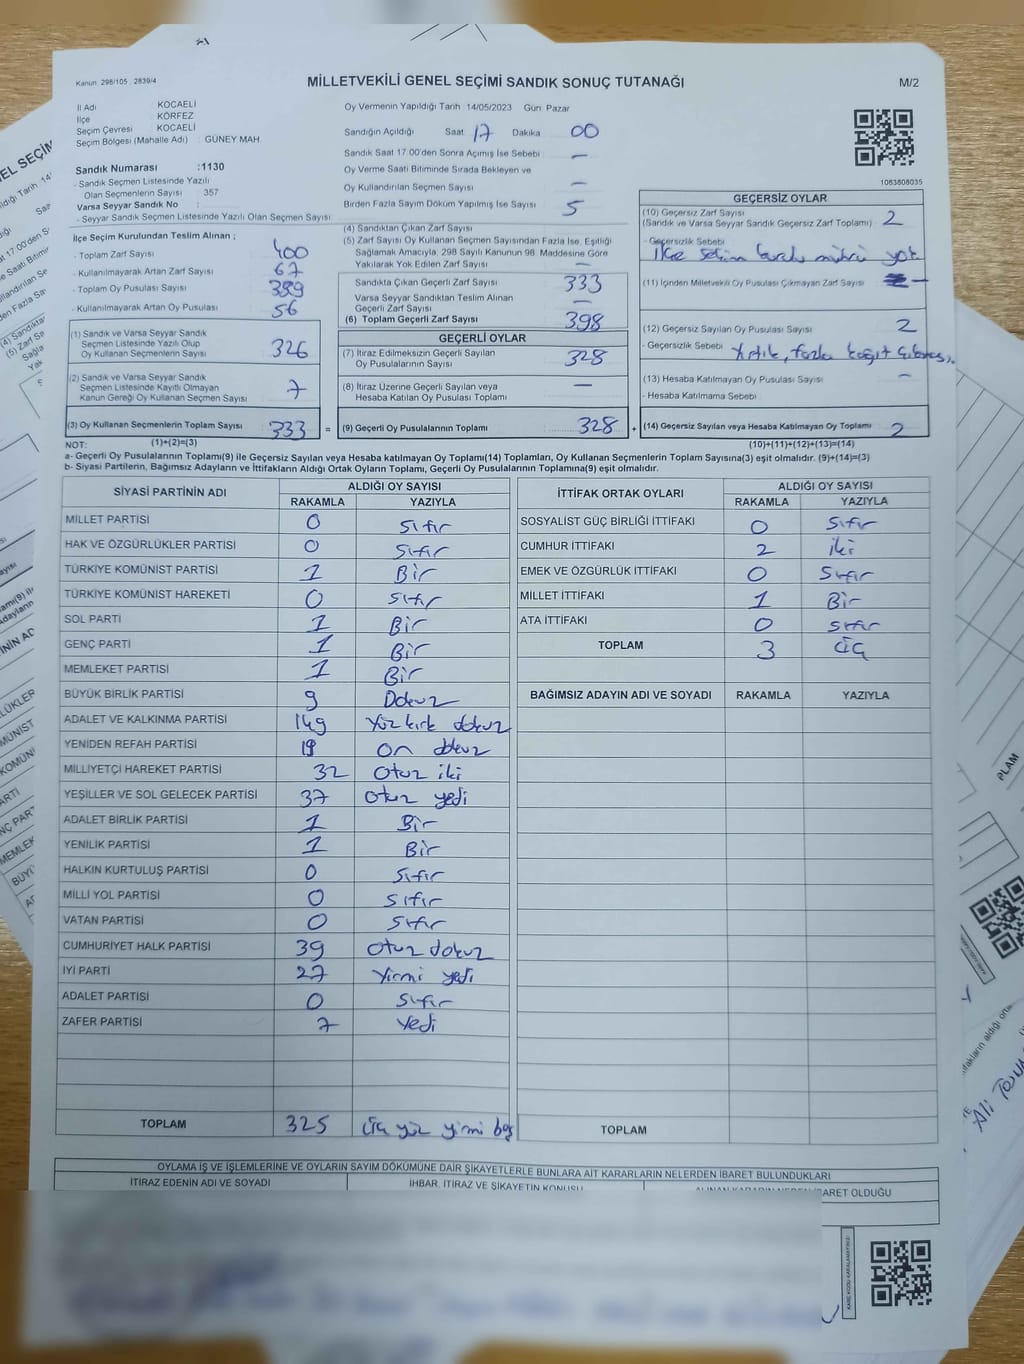 Kanun. 298/105 . 2839/4
MİLLETVEKİLİ GENEL SEÇİMİ SANDIK SONUÇ TUTANAĞI
M/2
İl Adı KOCAELİ
İlçe KÖRFEZ
Seçim Çevresi KOCAELİ
Seçim Bölgesi (Mahalle Adı) : GÜNEY MAH.
Sandık Numarası :1130
- Sandık Seçmen Listesinde Yazılı
Olan Seçmenlerin Sayısı 357
Varsa Seyyar Sandık No :
- Seyyar Sandık Seçmen Listesinde Yazılı Olan Seçmen Sayısı:
Oy Vermenin Yapıldığı Tarih 14/05/2023 Gün: Pazar
Sandığın Açıldığı Saat 17 Dakika 00
Sandık Saat 17.00'den Sonra Açımış İse Sebebi –
Oy Verme Saati Bitiminde Sırada Bekleyen ve
Oy Kullandırılan Seçmen Sayısı –
Birden Fazla Sayım Döküm Yapılmış İse Sayısı 5
1083808035
İlçe Seçim Kurulundan Teslim Alınan ;
- Toplam Zarf Sayısı 400
- Kullanılmayarak Artan Zarf Sayısı 67
- Toplam Oy Pusulası Sayısı 389
- Kullanılmayarak Artan Oy Pusulası 56
(1) Sandık ve Varsa Seyyar Sandık
Seçmen Listesinde Yazılı Olup
Oy Kullanan Seçmenlerin Sayısı 326
(2) Sandık ve Varsa Seyyar Sandık
Seçmen Listesinde Kayıtlı Olmayan
Kanun Gereği Oy Kullanan Seçmen Sayısı 7
(3) Oy Kullanan Seçmenlerin Toplam Sayısı 333 =
(4) Sandıktan Çıkan Zarf Sayısı
(5) Zarf Sayısı Oy Kullanan Seçmen Sayısından Fazla İse, Eşitliği
Sağlamak Amacıyla, 298 Sayılı Kanunun 98. Maddesine Göre
Yakılarak Yok Edilen Zarf Sayısı –
Sandıkta Çıkan Geçerli Zarf Sayısı 333
Varsa Seyyar Sandıktan Teslim Alınan
Geçerli Zarf Sayısı –
(6) Toplam Geçerli Zarf Sayısı 398
GEÇERLİ OYLAR
(7) İtiraz Edilmeksizin Geçerli Sayılan
Oy Pusulalarının Sayısı 328
(8) İtiraz Üzerine Geçerli Sayılan veya
Hesaba Katılan Oy Pusulası Toplamı –
(9) Geçerli Oy Pusulalarının Toplamı 328 +
GEÇERSİZ OYLAR
(10) Geçersiz Zarf Sayısı
(Sandık ve Varsa Seyyar Sandık Geçersiz Zarf Toplamı) 2
- Geçersizlik Sebebi
ilçe seçim kurulu mührü yok
(11) İçinden Milletvekili Oy Pusulası Çıkmayan Zarf Sayısı –
(12) Geçersiz Sayılan Oy Pusulası Sayısı 2
- Geçersizlik Sebebi Yırtık, fazla kağıt çıkması.
(13) Hesaba Katılmayan Oy Pusulası Sayısı –
- Hesaba Katılmama Sebebi
(14) Geçersiz Sayılan veya Hesaba Katılmayan Oy Toplamı 2
NOT: (1)+(2)=(3)
(10)+(11)+(12)+(13)=(14)
a- Geçerli Oy Pusulalarının Toplamı(9) ile Geçersiz Sayılan veya Hesaba katılmayan Oy Toplamı(14) Toplamları, Oy Kullanan Seçmenlerin Toplam Sayısına(3) eşit olmalıdır. (9)+(14)=(3)
b- Siyasi Partilerin, Bağımsız Adayların ve İttifakların Aldığı Ortak Oyların Toplamı, Geçerli Oy Pusulalarının Toplamına(9) eşit olmalıdır.
SİYASİ PARTİNİN ADI
ALDIĞI OY SAYISI
RAKAMLA YAZIYLA
MİLLET PARTİSİ 0 sıfır
HAK VE ÖZGÜRLÜKLER PARTİSİ 0 sıfır
TÜRKİYE KOMÜNİST PARTİSİ 1 Bir
TÜRKİYE KOMÜNİST HAREKETİ 0 sıfır
SOL PARTİ 1 Bir
GENÇ PARTİ 1 Bir
MEMLEKET PARTİSİ 1 Bir
BÜYÜK BİRLİK PARTİSİ 9 Dokuz
ADALET VE KALKINMA PARTİSİ 149 Yüz kırk dokuz
YENİDEN REFAH PARTİSİ 19 on dokuz
MİLLİYETÇİ HAREKET PARTİSİ 32 otuz iki
YEŞİLLER VE SOL GELECEK PARTİSİ 37 otuz yedi
ADALET BİRLİK PARTİSİ 1 Bir
YENİLİK PARTİSİ 1 Bir
HALKIN KURTULUŞ PARTİSİ 0 sıfır
MİLLİ YOL PARTİSİ 0 sıfır
VATAN PARTİSİ 0 sıfır
CUMHURİYET HALK PARTİSİ 39 otuz dokuz
İYİ PARTİ 27 Yirmi yedi
ADALET PARTİSİ 0 sıfır
ZAFER PARTİSİ 7 yedi
TOPLAM 325 üç yüz yirmi beş
İTTİFAK ORTAK OYLARI
ALDIĞI OY SAYISI
RAKAMLA YAZIYLA
SOSYALİST GÜÇ BİRLİĞİ İTTİFAKI 0 sıfır
CUMHUR İTTİFAKI 2 iki
EMEK VE ÖZGÜRLÜK İTTİFAKI 0 sıfır
MİLLET İTTİFAKI 1 Bir
ATA İTTİFAKI 0 sıfır
TOPLAM 3 üç
BAĞIMSIZ ADAYIN ADI VE SOYADI RAKAMLA YAZIYLA
TOPLAM
OYLAMA İŞ VE İŞLEMLERİNE VE OYLARIN SAYIM DÖKÜMÜNE DAİR ŞİKAYETLERLE BUNLARA AİT KARARLARIN NELERDEN İBARET BULUNDUKLARI
İTİRAZ EDENİN ADI VE SOYADI
İHBAR, İTİRAZ VE ŞİKAYETİN KONUSU
İBARET OLDUĞU
KARE KODU KARALAMAYINIZ!